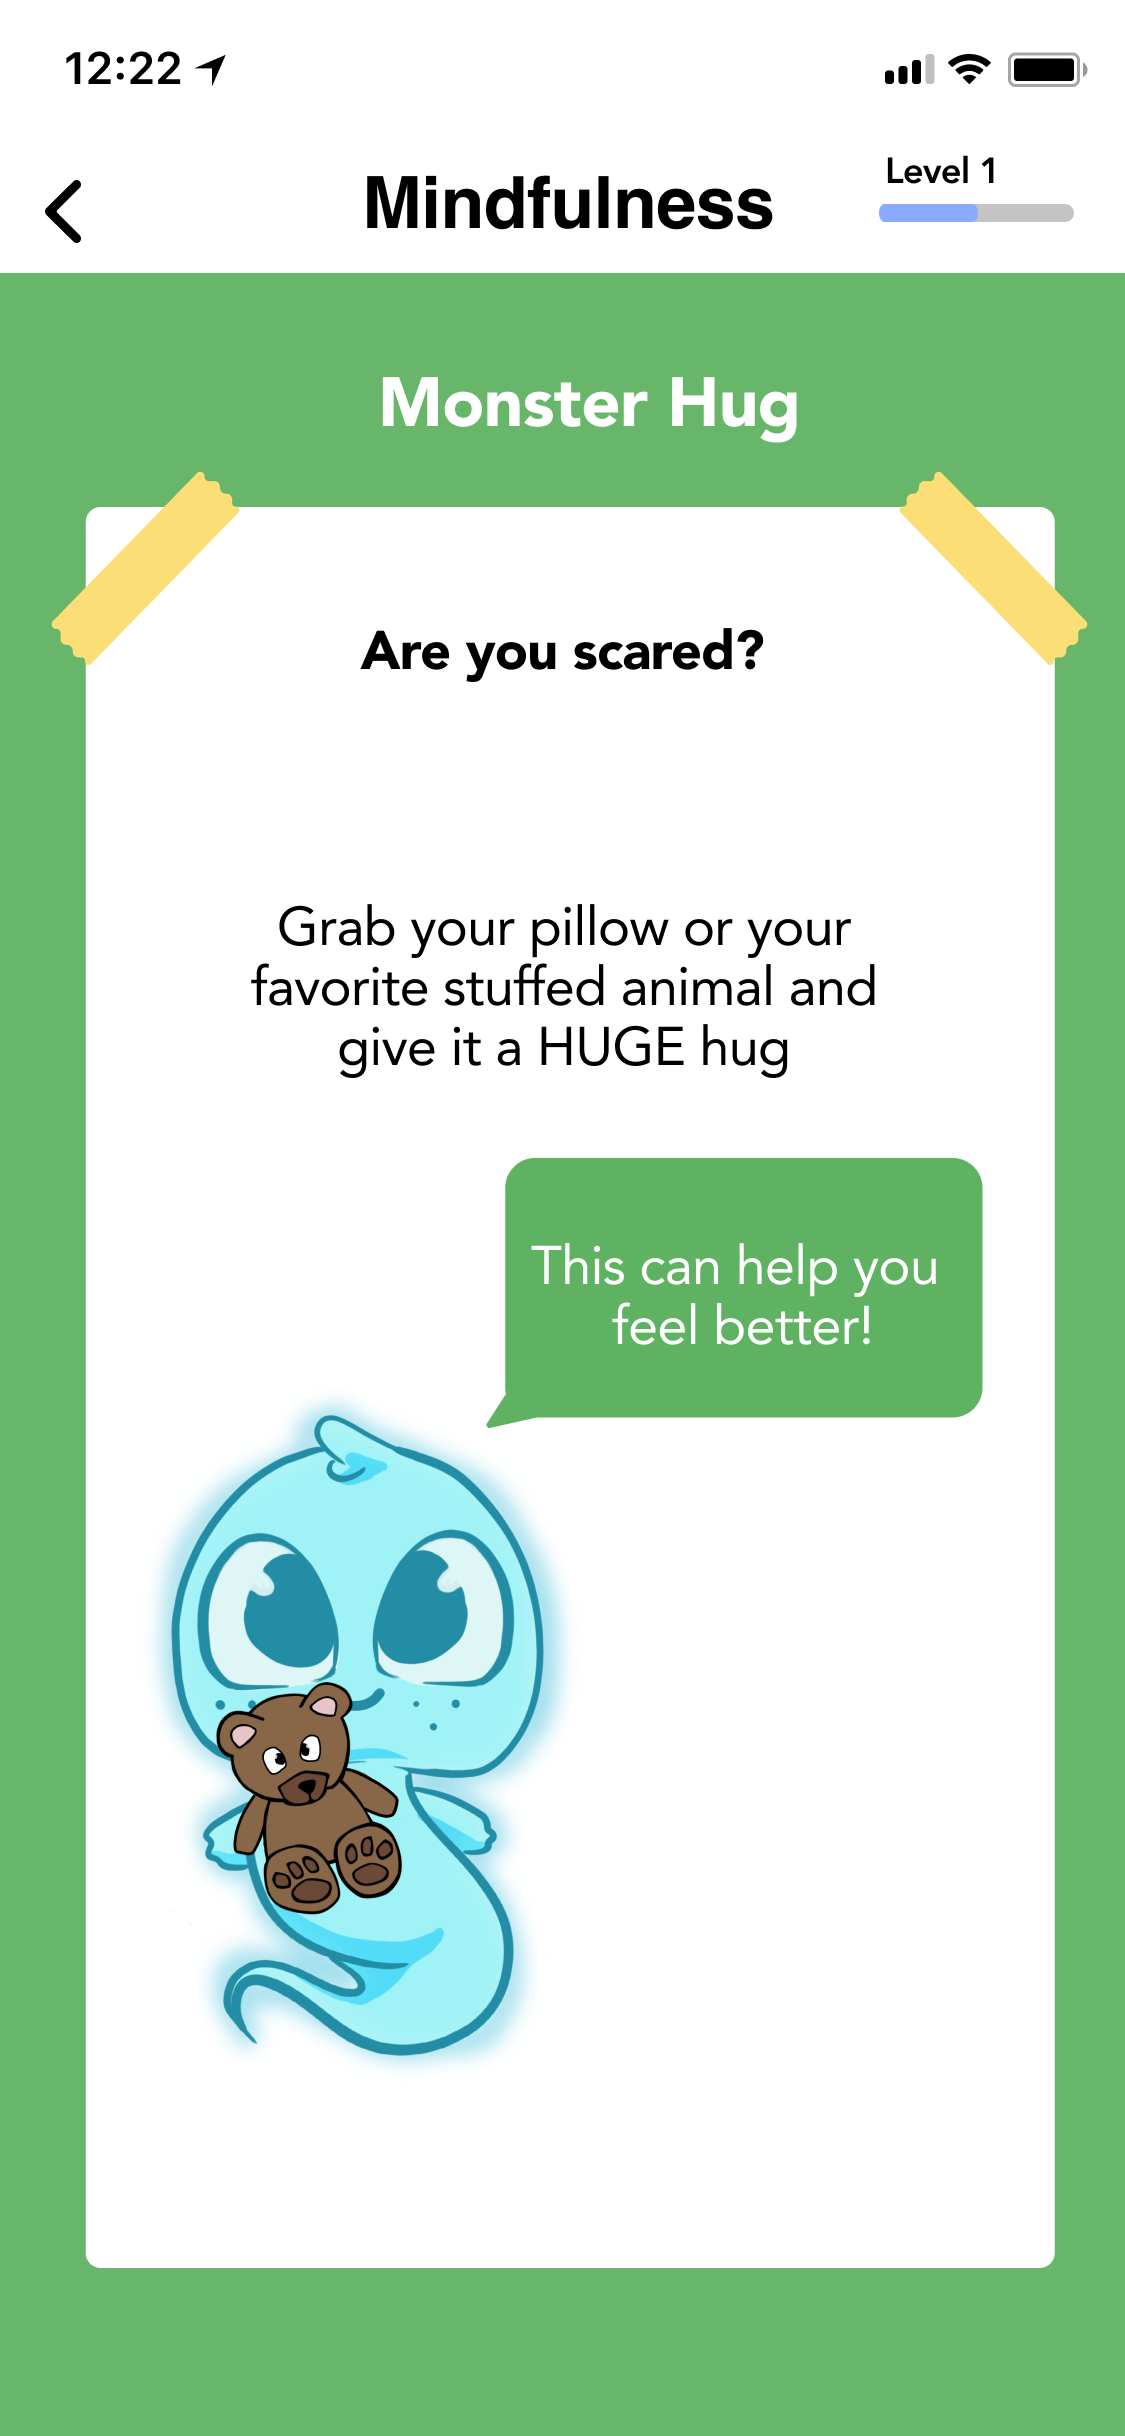 12:22
Mindfulness
Level 1
Monster Hug
Are you scared?
Grab your pillow or your
favorite stuffed animal and
give it a HUGE hug
This can help you
feel better!